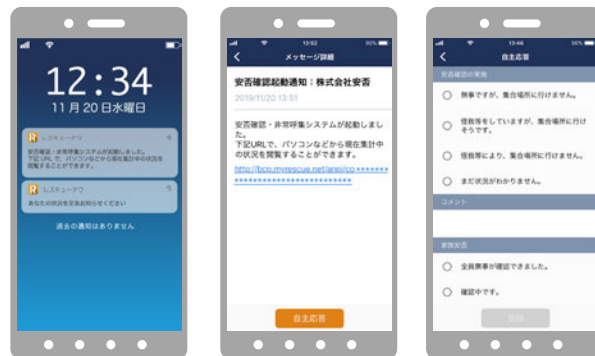 12:34
11月20日水曜日
レスキューナウ
安否確認・非常呼集システムが起動しました。
下記URLで、パソコンなどから現在集計中の状況を
閲覧することができます。
レスキューナウ
あなたの状況を至急お知らせください
過去の通知はありません
13:52
メッセージ詳細
安否確認起動通知：株式会社安否
2019/11/20 13:51
安否確認・非常呼集システムが起動しまし
た。
下記URLで、パソコンなどから現在集計中
の状況を閲覧することができます。
自主応答
自主応答
安否確認の実施
無事ですが、集合場所に行けません。
怪我等をしていますが、集合場所に行け
そうです。
怪我等により、集合場所に行けません。
まだ状況がわかりません。
コメント
家族安否
全員無事が確認できました。
確認中です。